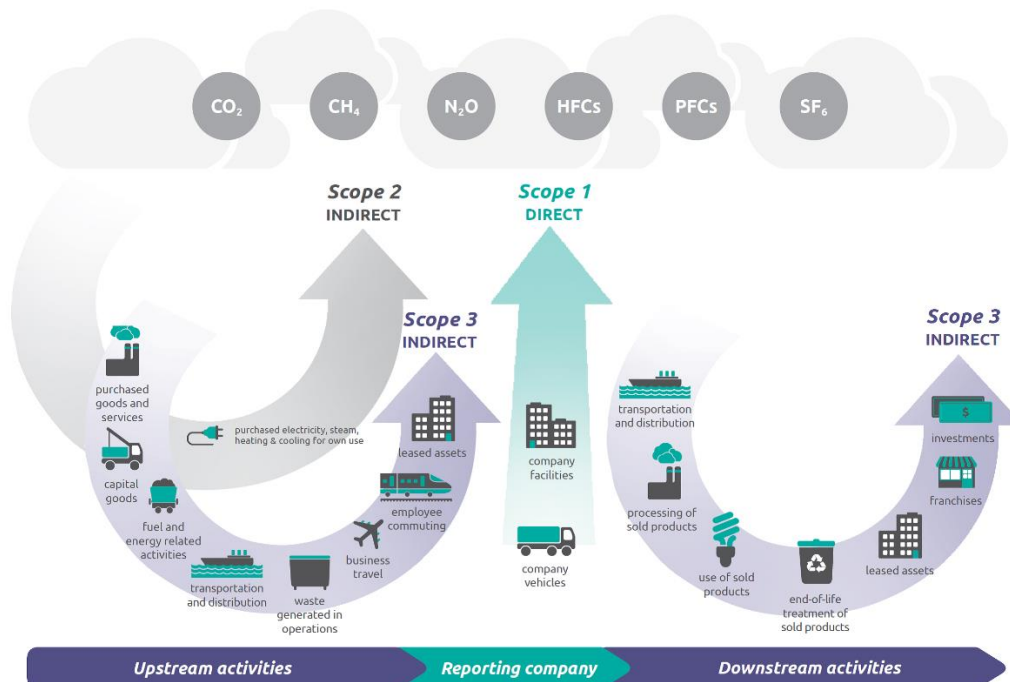 CO₂
CH₄
N₂O
HFCs
PFCs
SF₆
Scope 2
INDIRECT
Scope 1
DIRECT
Scope 3
INDIRECT
Scope 3
INDIRECT
purchased
goods and
services
capital
goods
fuel and
energy related
activities
purchased electricity, steam,
heating & cooling for own use
transportation
and distribution
waste
generated in
operations
business
travel
employee
commuting
leased assets
company
facilities
company
vehicles
transportation
and distribution
processing of
sold products
use of sold
products
end-of-life
treatment of
sold products
leased assets
franchises
$
investments
Upstream activities
Reporting company
Downstream activities